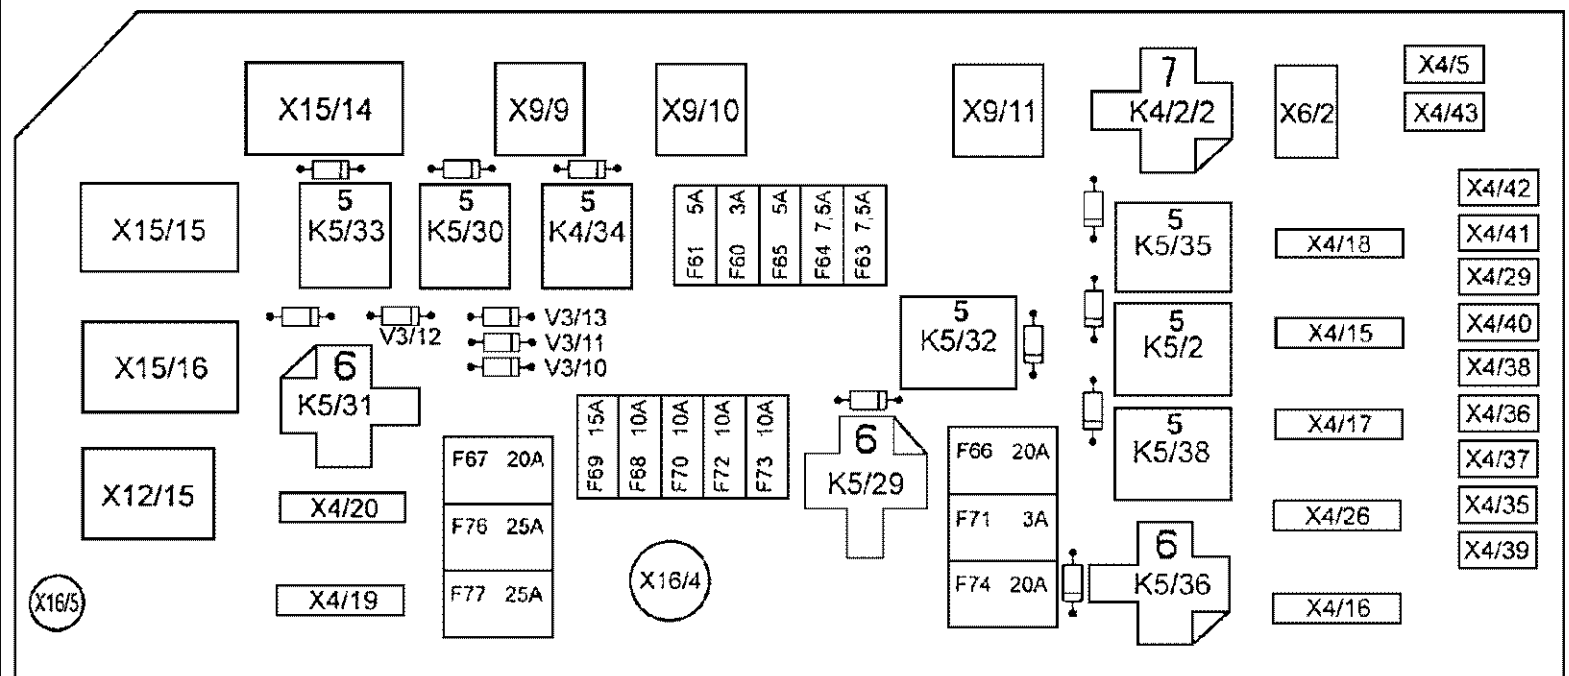 X15/14
X9/9
X9/10
X9/11
7
K4/2/2
X6/2
X4/5
X4/43
X15/15
5
K5/33
5
K5/30
5
K4/34
F61 5A
F60 3A
F65 5A
F64 7,5A
F63 7,5A
5
K5/35
X4/18
X4/42
X4/41
X4/29
V3/12
V3/13
V3/11
V3/10
5
K5/32
5
K5/2
X4/15
X4/40
X4/38
X15/16
6
K5/31
F69 15A
F68 10A
F70 10A
F72 10A
F73 10A
6
K5/29
5
K5/38
X4/17
X4/36
X4/37
X12/15
X4/20
F67 20A
F76 25A
F77 25A
F66 20A
F71 3A
F74 20A
X4/26
X4/35
X4/39
X16/5
X4/19
X16/4
6
K5/36
X4/16